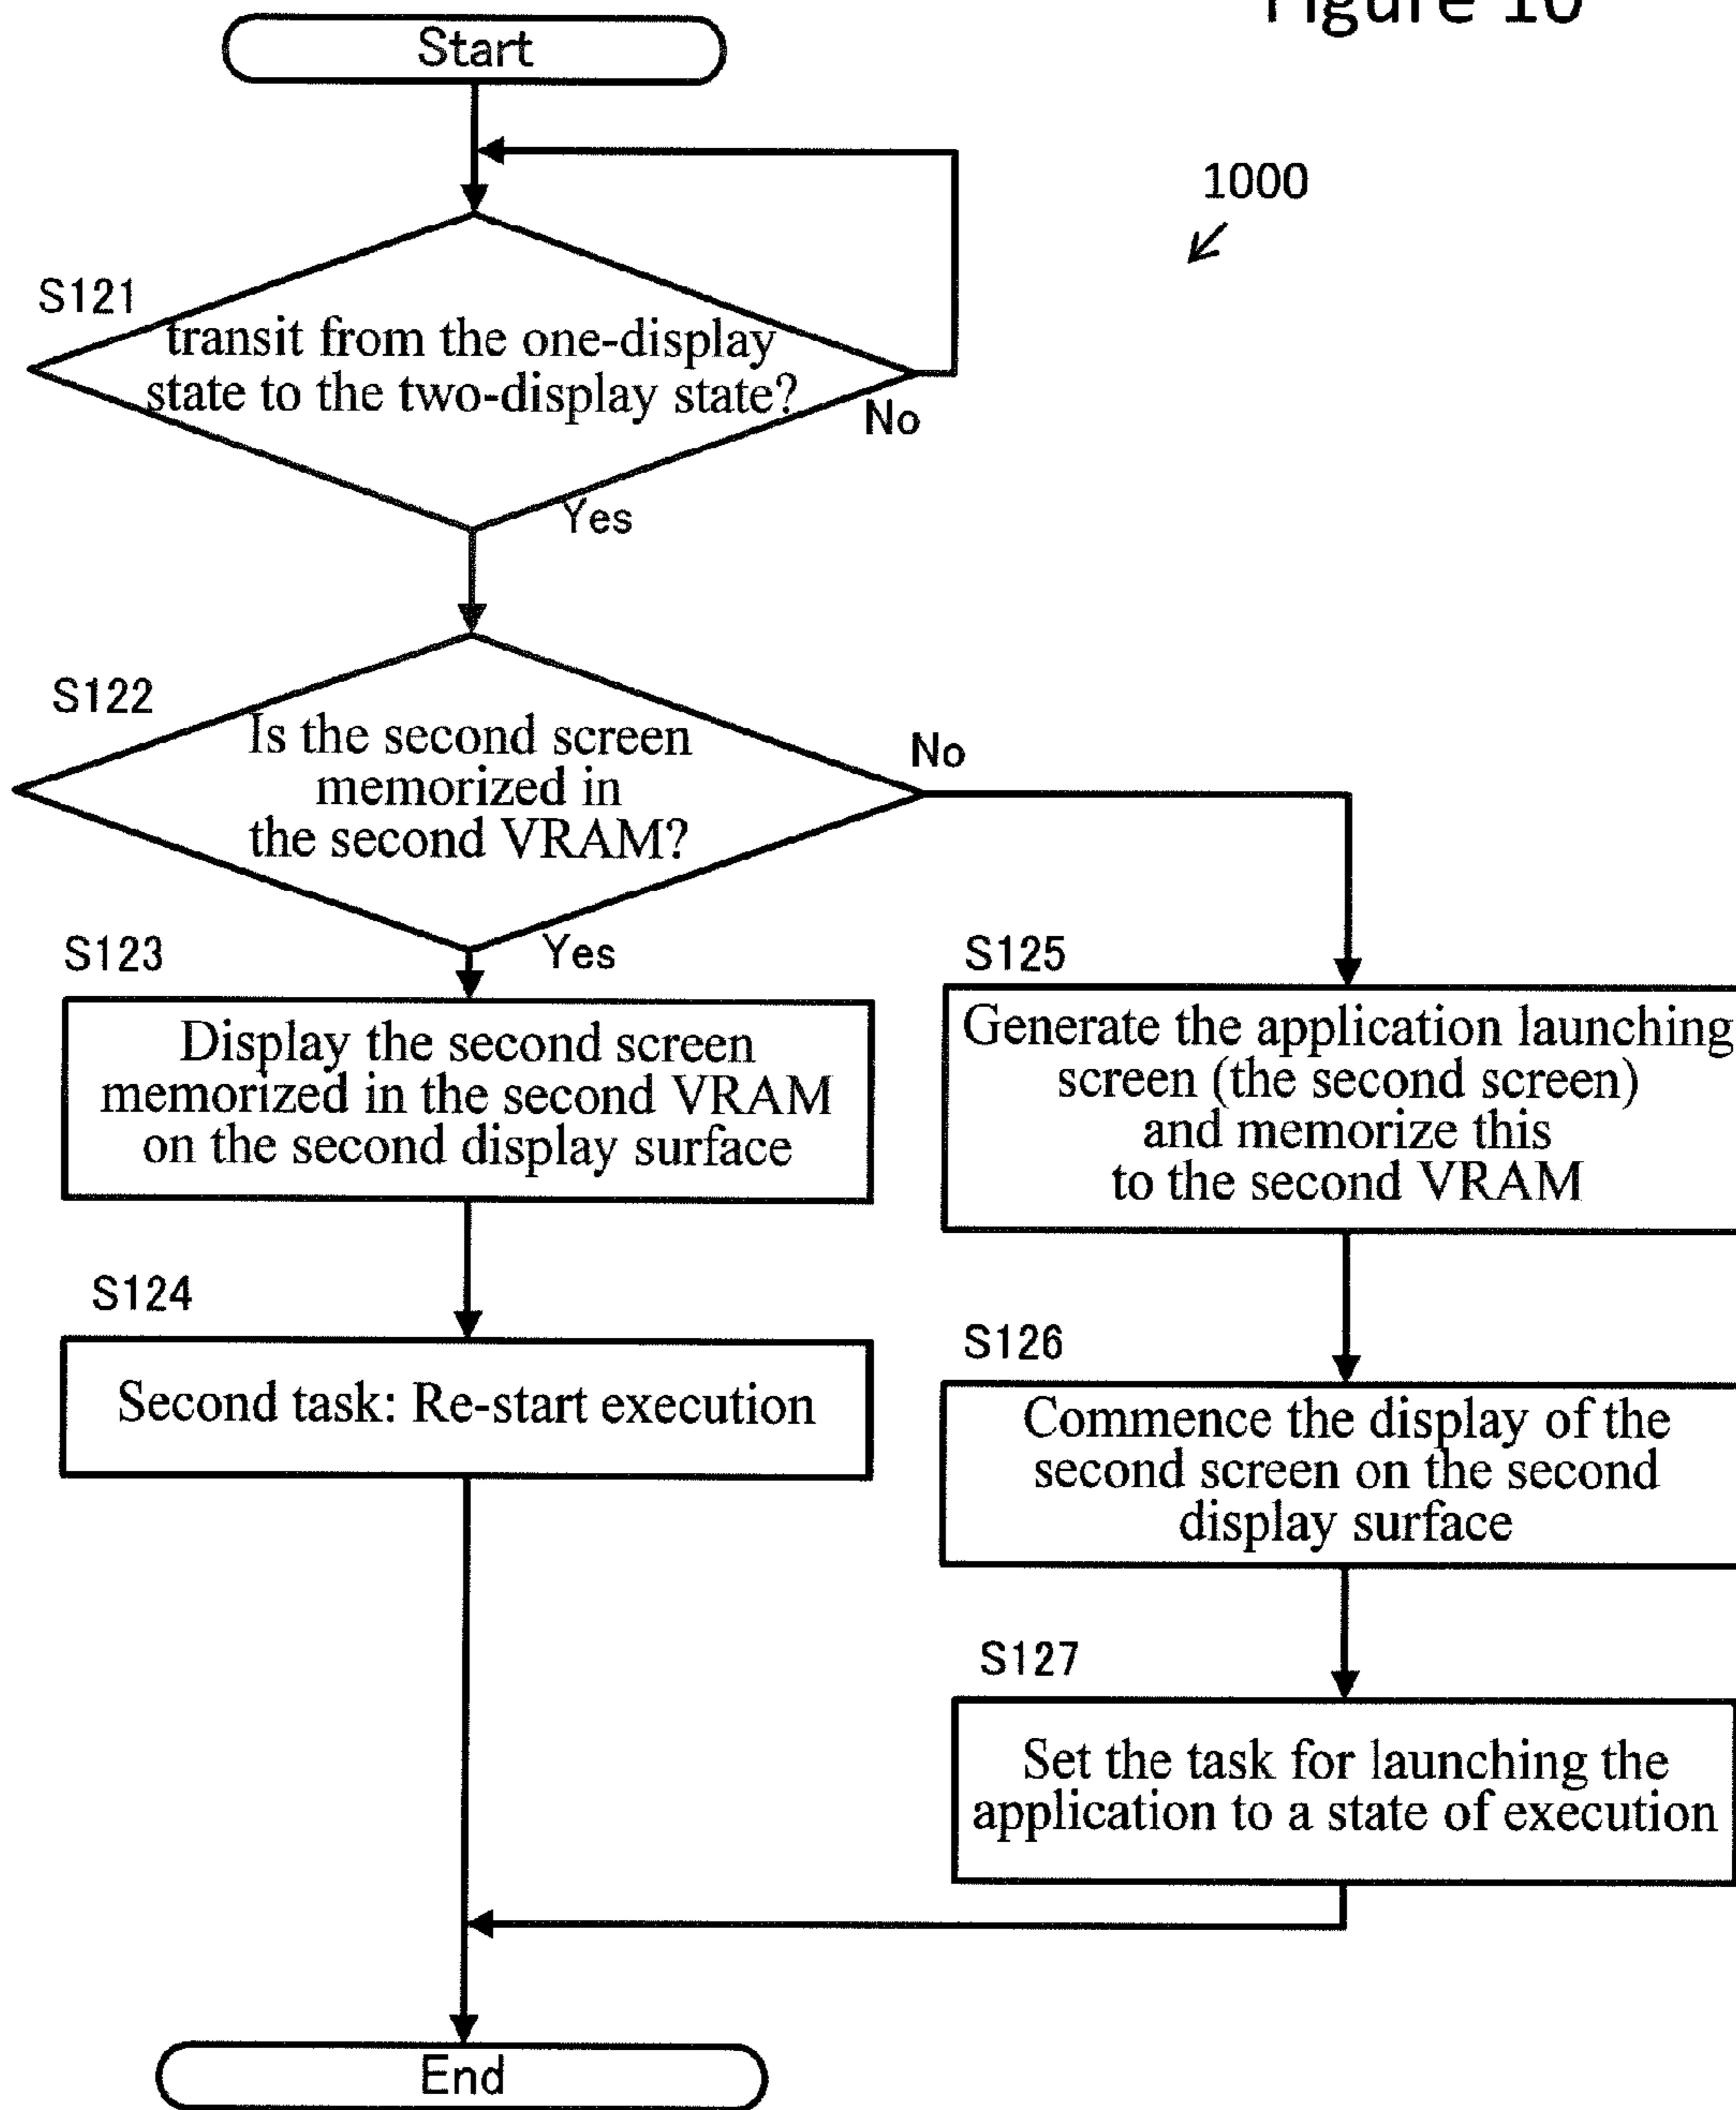 Figure 10
Start
1000
S121
transit from the one-display
state to the two-display state?
No
Yes
S122
Is the second screen
memorized in
the second VRAM?
No
Yes
S123
Display the second screen
memorized in the second VRAM
on the second display surface
S124
Second task: Re-start execution
S125
Generate the application launching
screen (the second screen)
and memorize this
to the second VRAM
S126
Commence the display of the
second screen on the second
display surface
S127
Set the task for launching the
application to a state of execution
End